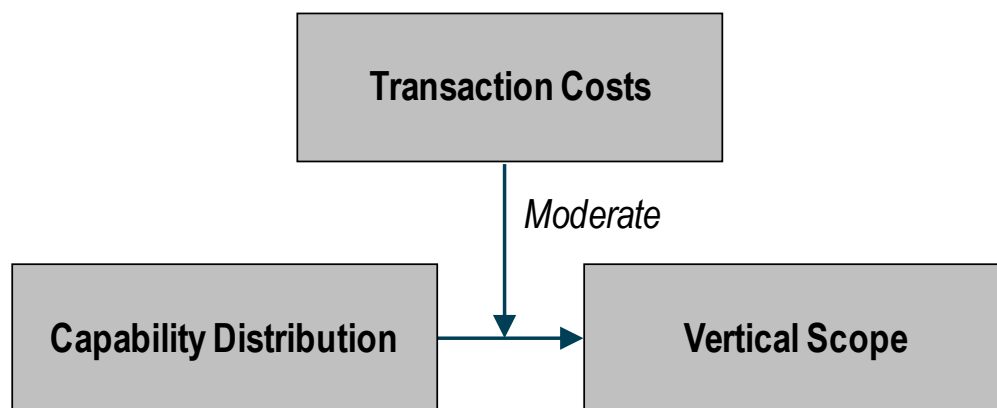 Transaction Costs
Moderate
Capability Distribution
Vertical Scope